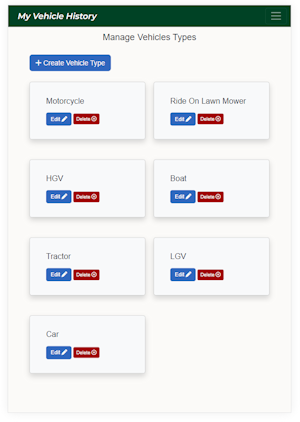 My Vehicle History
Manage Vehicles Types
+ Create Vehicle Type
Motorcycle
Edit Delete
Ride On Lawn Mower
Edit Delete
HGV
Edit Delete
Boat
Edit Delete
Tractor
Edit Delete
LGV
Edit Delete
Car
Edit Delete